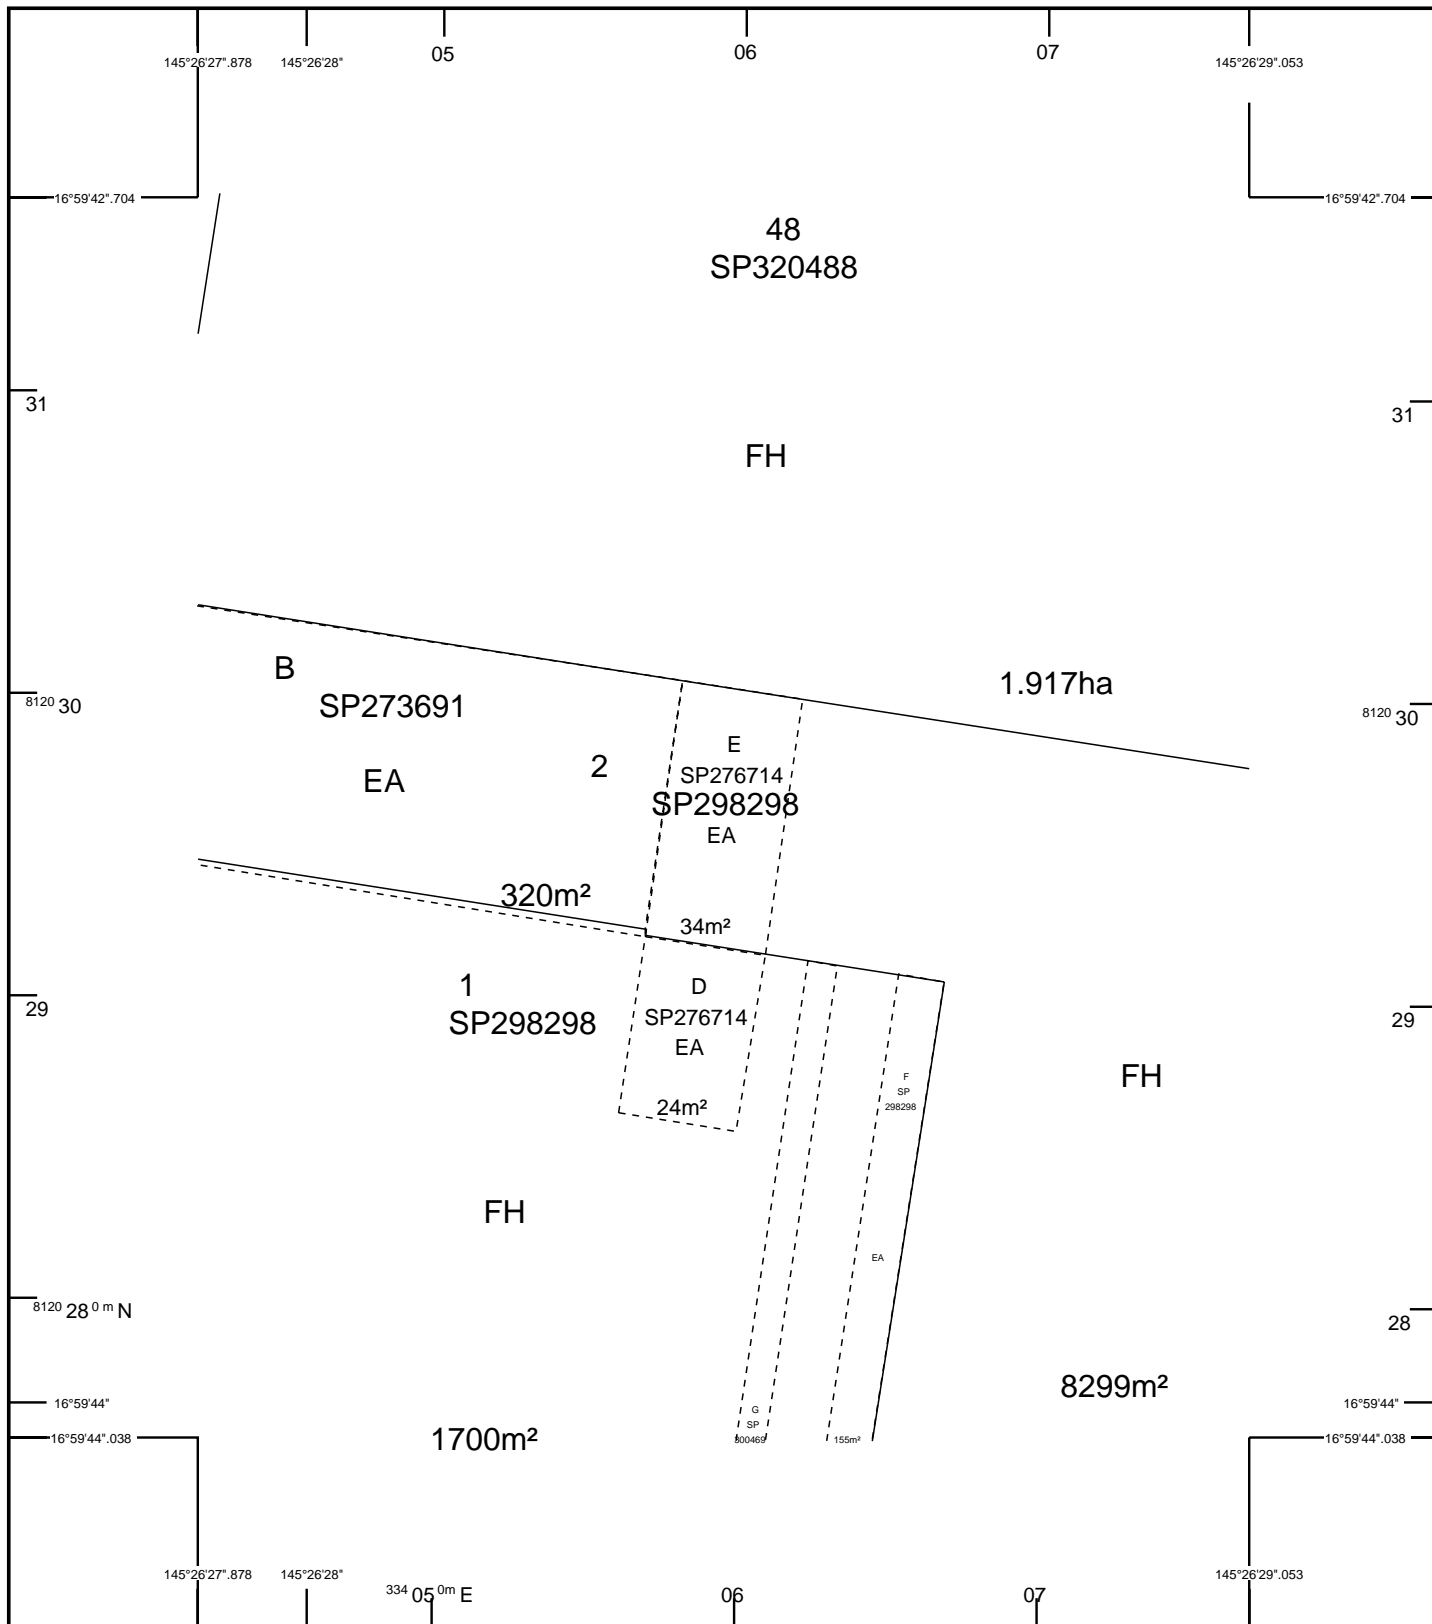 05
06
07
145°26'27".878
145°26'28"
145°26'29".053
16°59'42".704
16°59'42".704
48
SP320488
31
31
FH
B
SP273691
EA
1.917ha
8120 30
8120 30
2
E
SP276714
SP298298
EA
320m²
34m²
1
SP298298
D
SP276714
EA
24m²
29
29
F
SP
298298
EA
FH
FH
8120 28 0 m N
28
8299m²
16°59'44"
16°59'44"
G
SP
300469
155m²
1700m²
16°59'44".038
16°59'44".038
145°26'27".878
145°26'28"
145°26'29".053
334 05 0m E
06
07